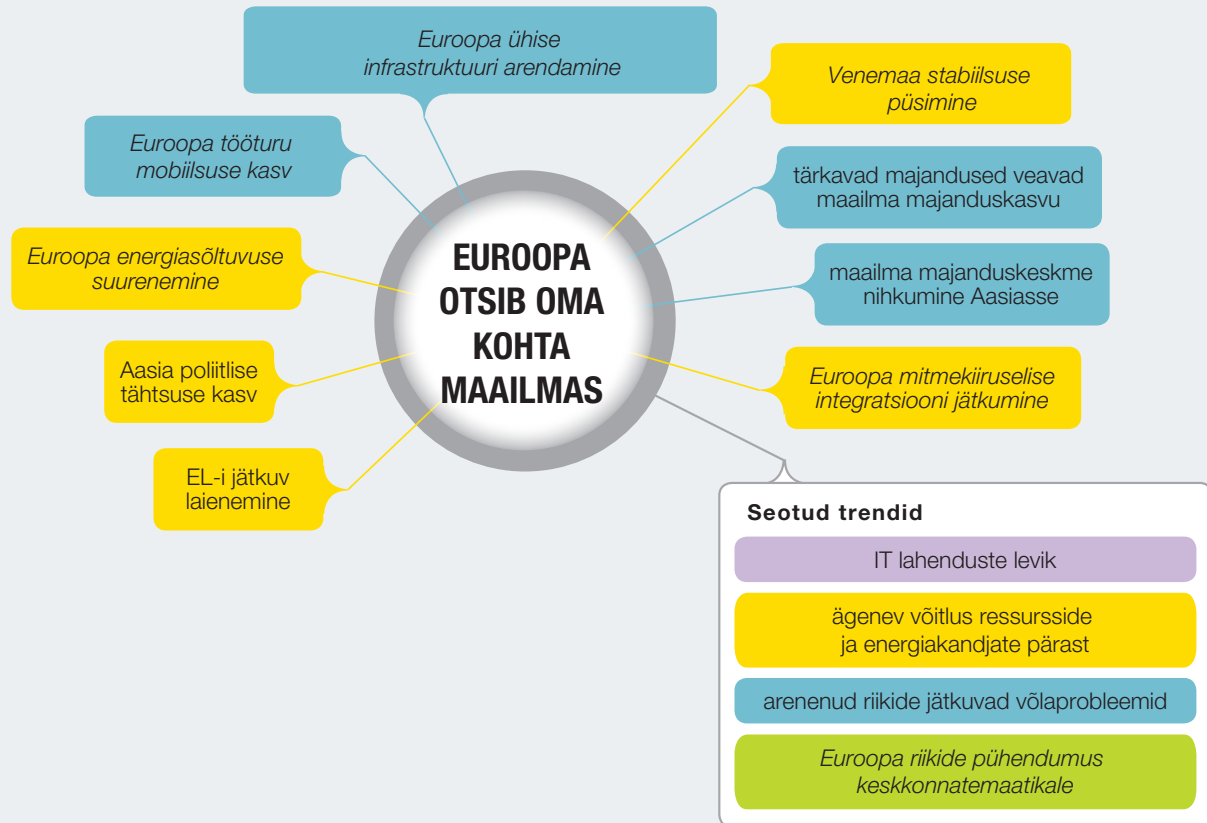 Euroopa ühise
infrastruktuuri arendamine
Venemaa stabiilsuse
püsimine
Euroopa tööturu
mobiilsuse kasv
tärkavad majandused veavad
maailma majanduskasvu
Euroopa energiasõltuvuse
suurenemine
maailma majanduskeskme
nihkumine Aasiasse
EUROOPA
OTSIB OMA
KOHTA
MAAILMAS
Aasia poliitlise
tähtsuse kasv
Euroopa mitmekiiruselise
integratsiooni jätkumine
EL-i jätkuv
laienemine
Seotud trendid
IT lahenduste levik
ägenev võitlus ressursside
ja energiakandjate pärast
arenenud riikide jätkuvad võlaprobleemid
Euroopa riikide pühendumus
keskkonnatemaatikale